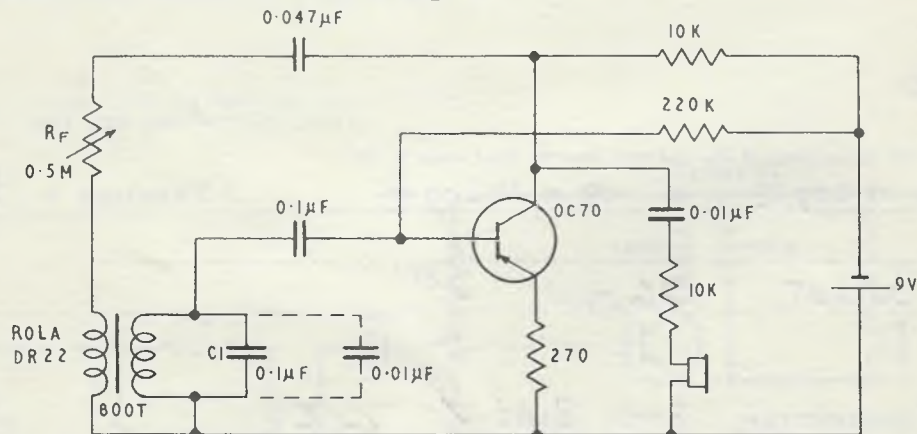 0·047μF
10K
220K
RF
0·5M
0·1μF
OC70
0·01μF
10K
9V
ROLA
DR22
C1
0·1μF
0·01μF
270
800T